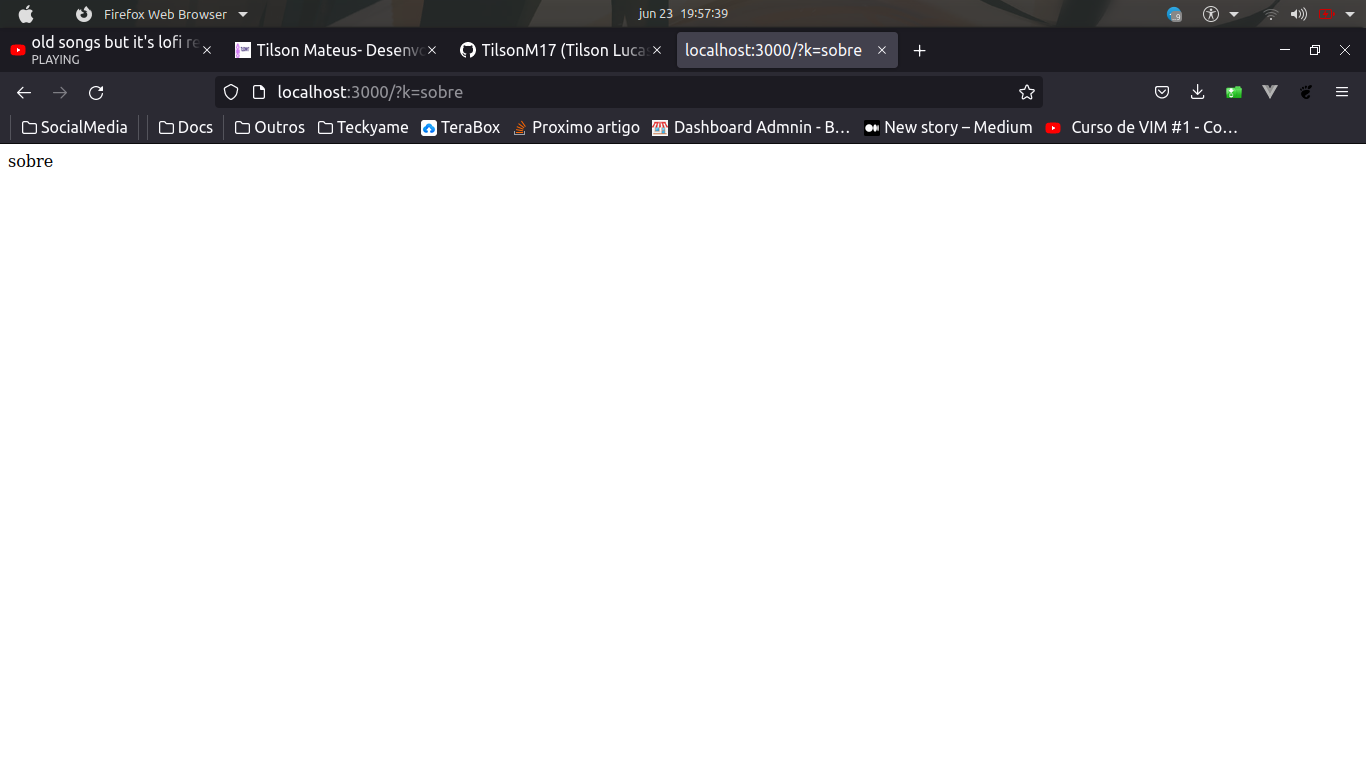 Firefox Web Browser jun 23 19:57:39
old songs but it's lofi re
PLAYING
Tilson Mateus- Desenvo TilsonM17 (Tilson Lucas localhost:3000/?k=sobre
localhost:3000/?k=sobre
SocialMedia Docs Outros Teckyame TeraBox Proximo artigo Dashboard Admnin - B… New story – Medium Curso de VIM #1 - Co…
sobre